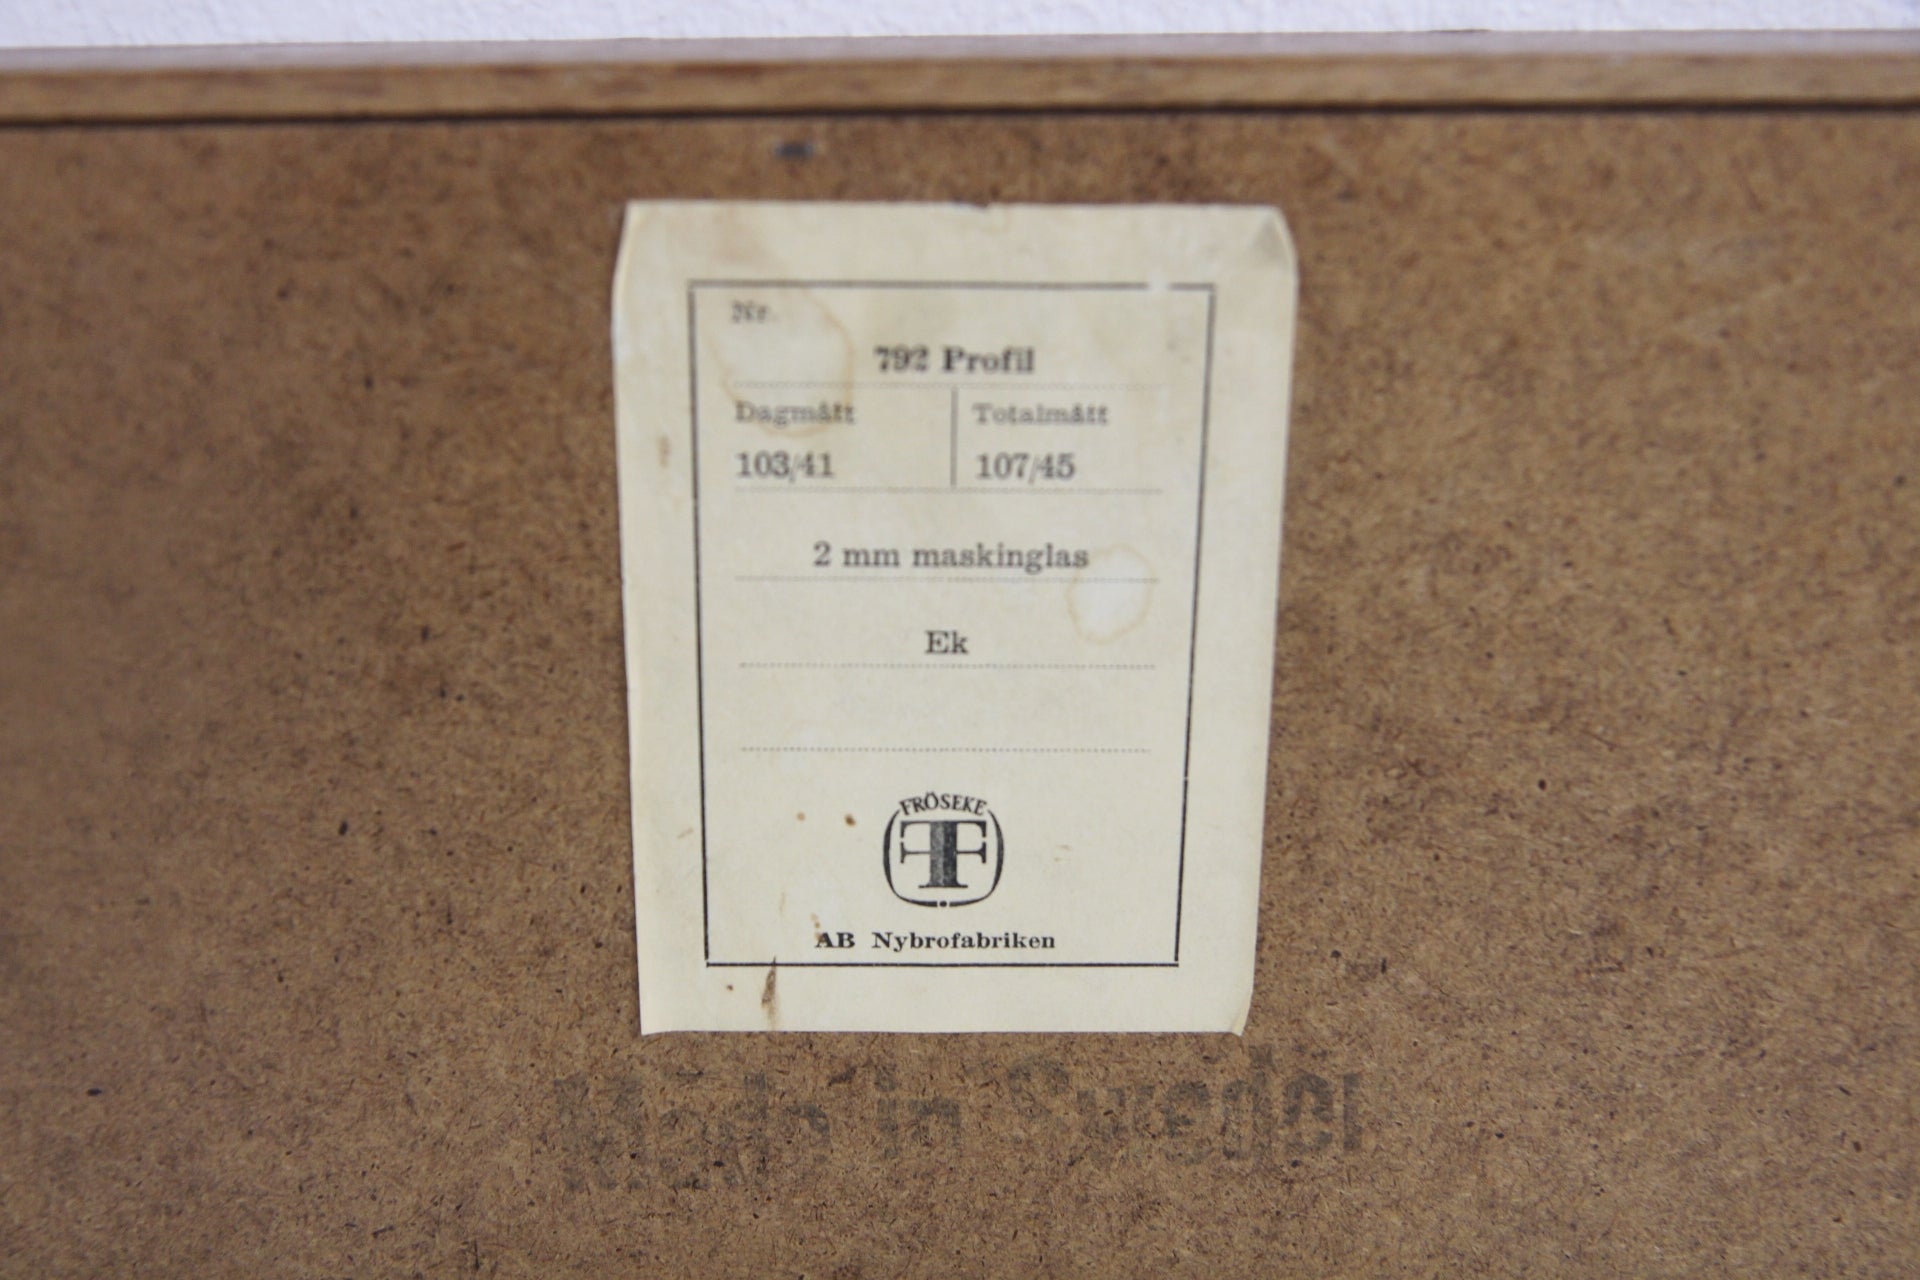 Nr.
792 Profil
Dagmått Totalmått
103/41 107/45
2 mm maskinglas
Ek
FRÖSEKE
F
AB Nybrofabriken
Made in Sweden